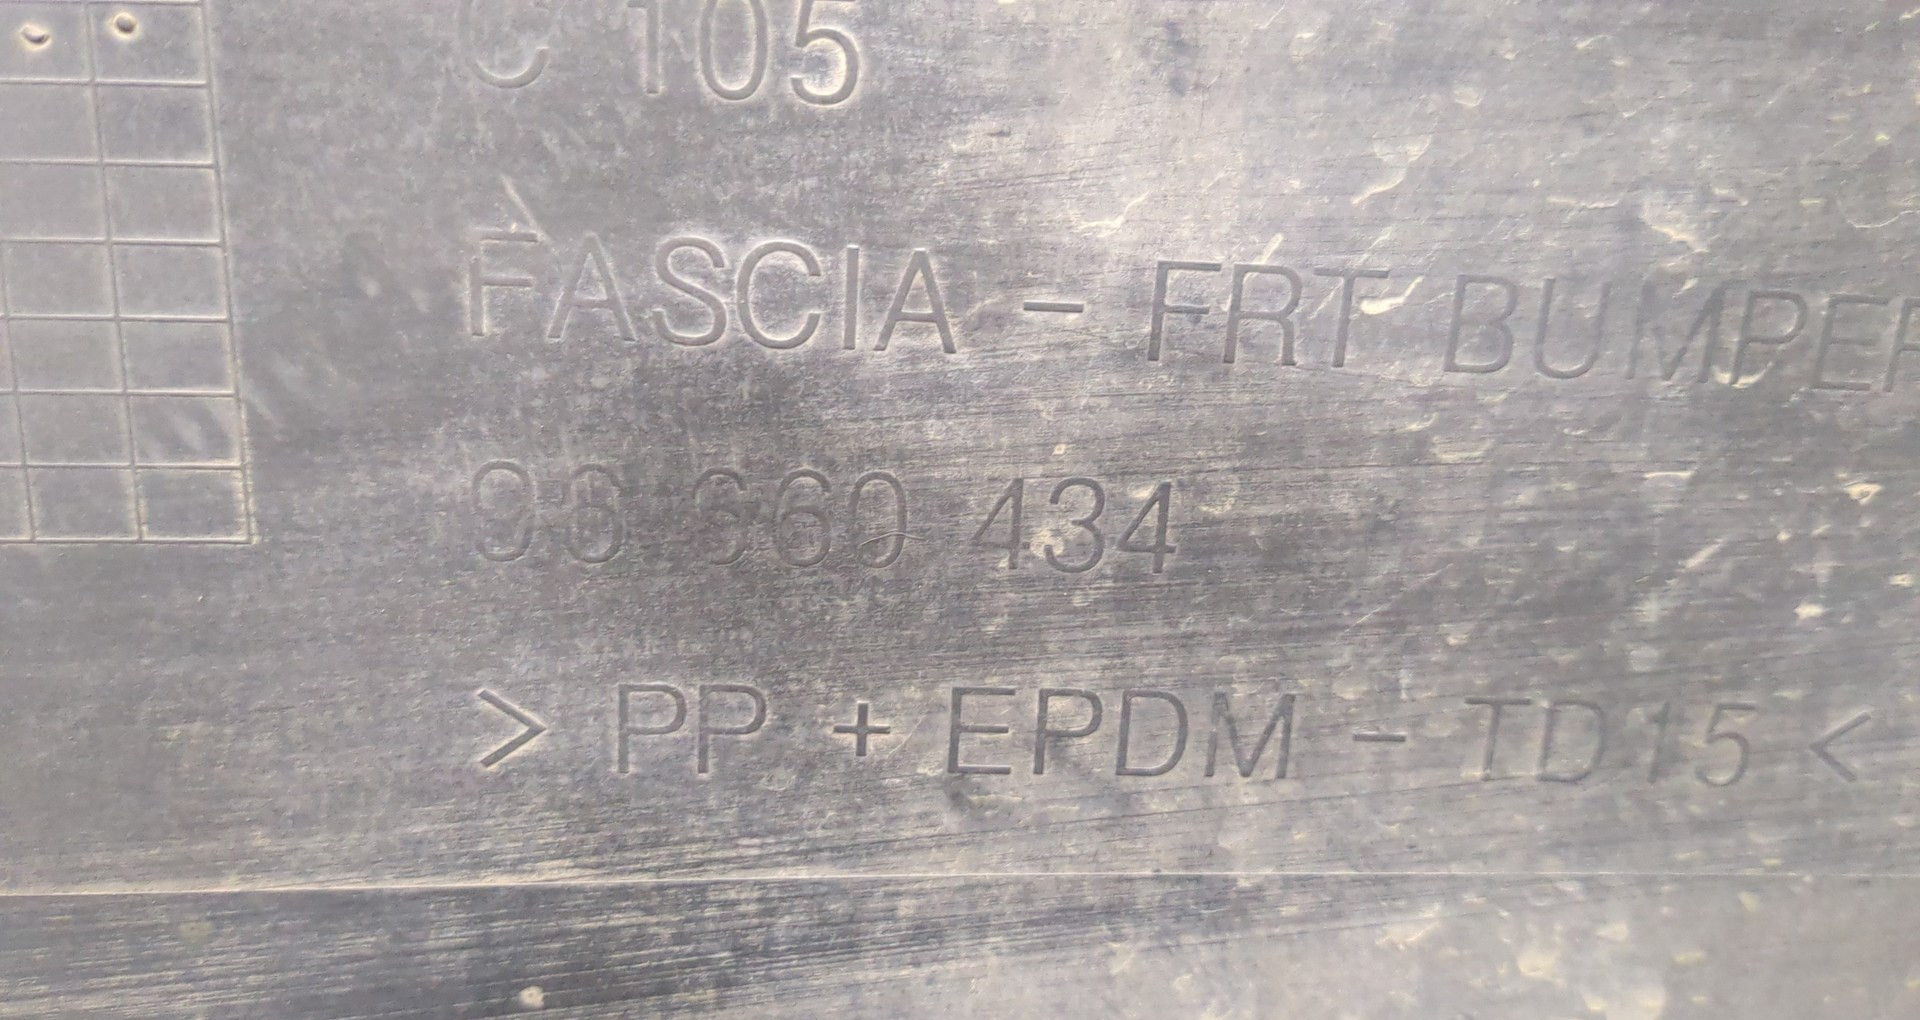 C 105
FASCIA - FRT BUMPER
96 660 434
> PP + EPDM - TD15 <